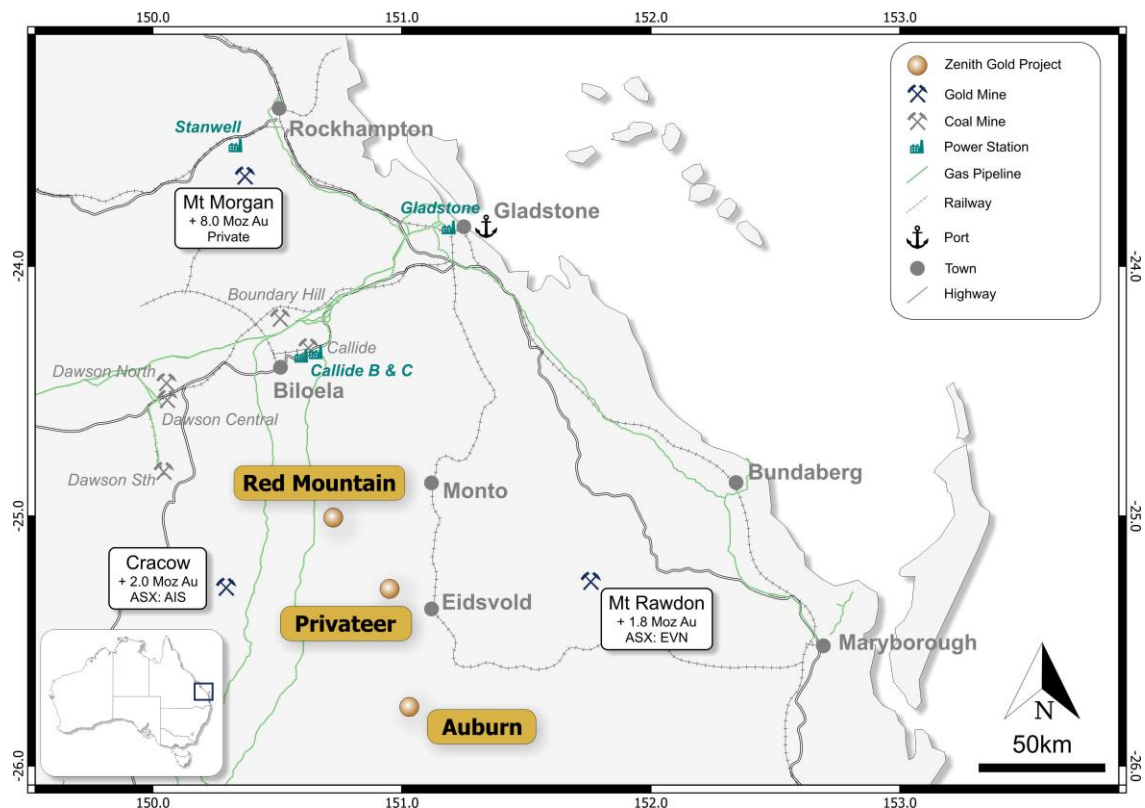 150.0
151.0
152.0
153.0
Zenith Gold Project
Gold Mine
Coal Mine
Power Station
Gas Pipeline
Railway
Port
Town
Highway
Rockhampton
Stanwell
Mt Morgan
+ 8.0 Moz Au
Private
Gladstone
Gladstone
-24.0
-24.0
Boundary Hill
Callide
Callide B & C
Biloela
Dawson North
Dawson Central
Dawson Sth
Red Mountain
Monto
Bundaberg
-25.0
-25.0
Cracow
+ 2.0 Moz Au
ASX: AIS
Privateer
Eidsvold
Mt Rawdon
+ 1.8 Moz Au
ASX: EVN
Maryborough
Auburn
N
50km
-26.0
-26.0
150.0
151.0
152.0
153.0